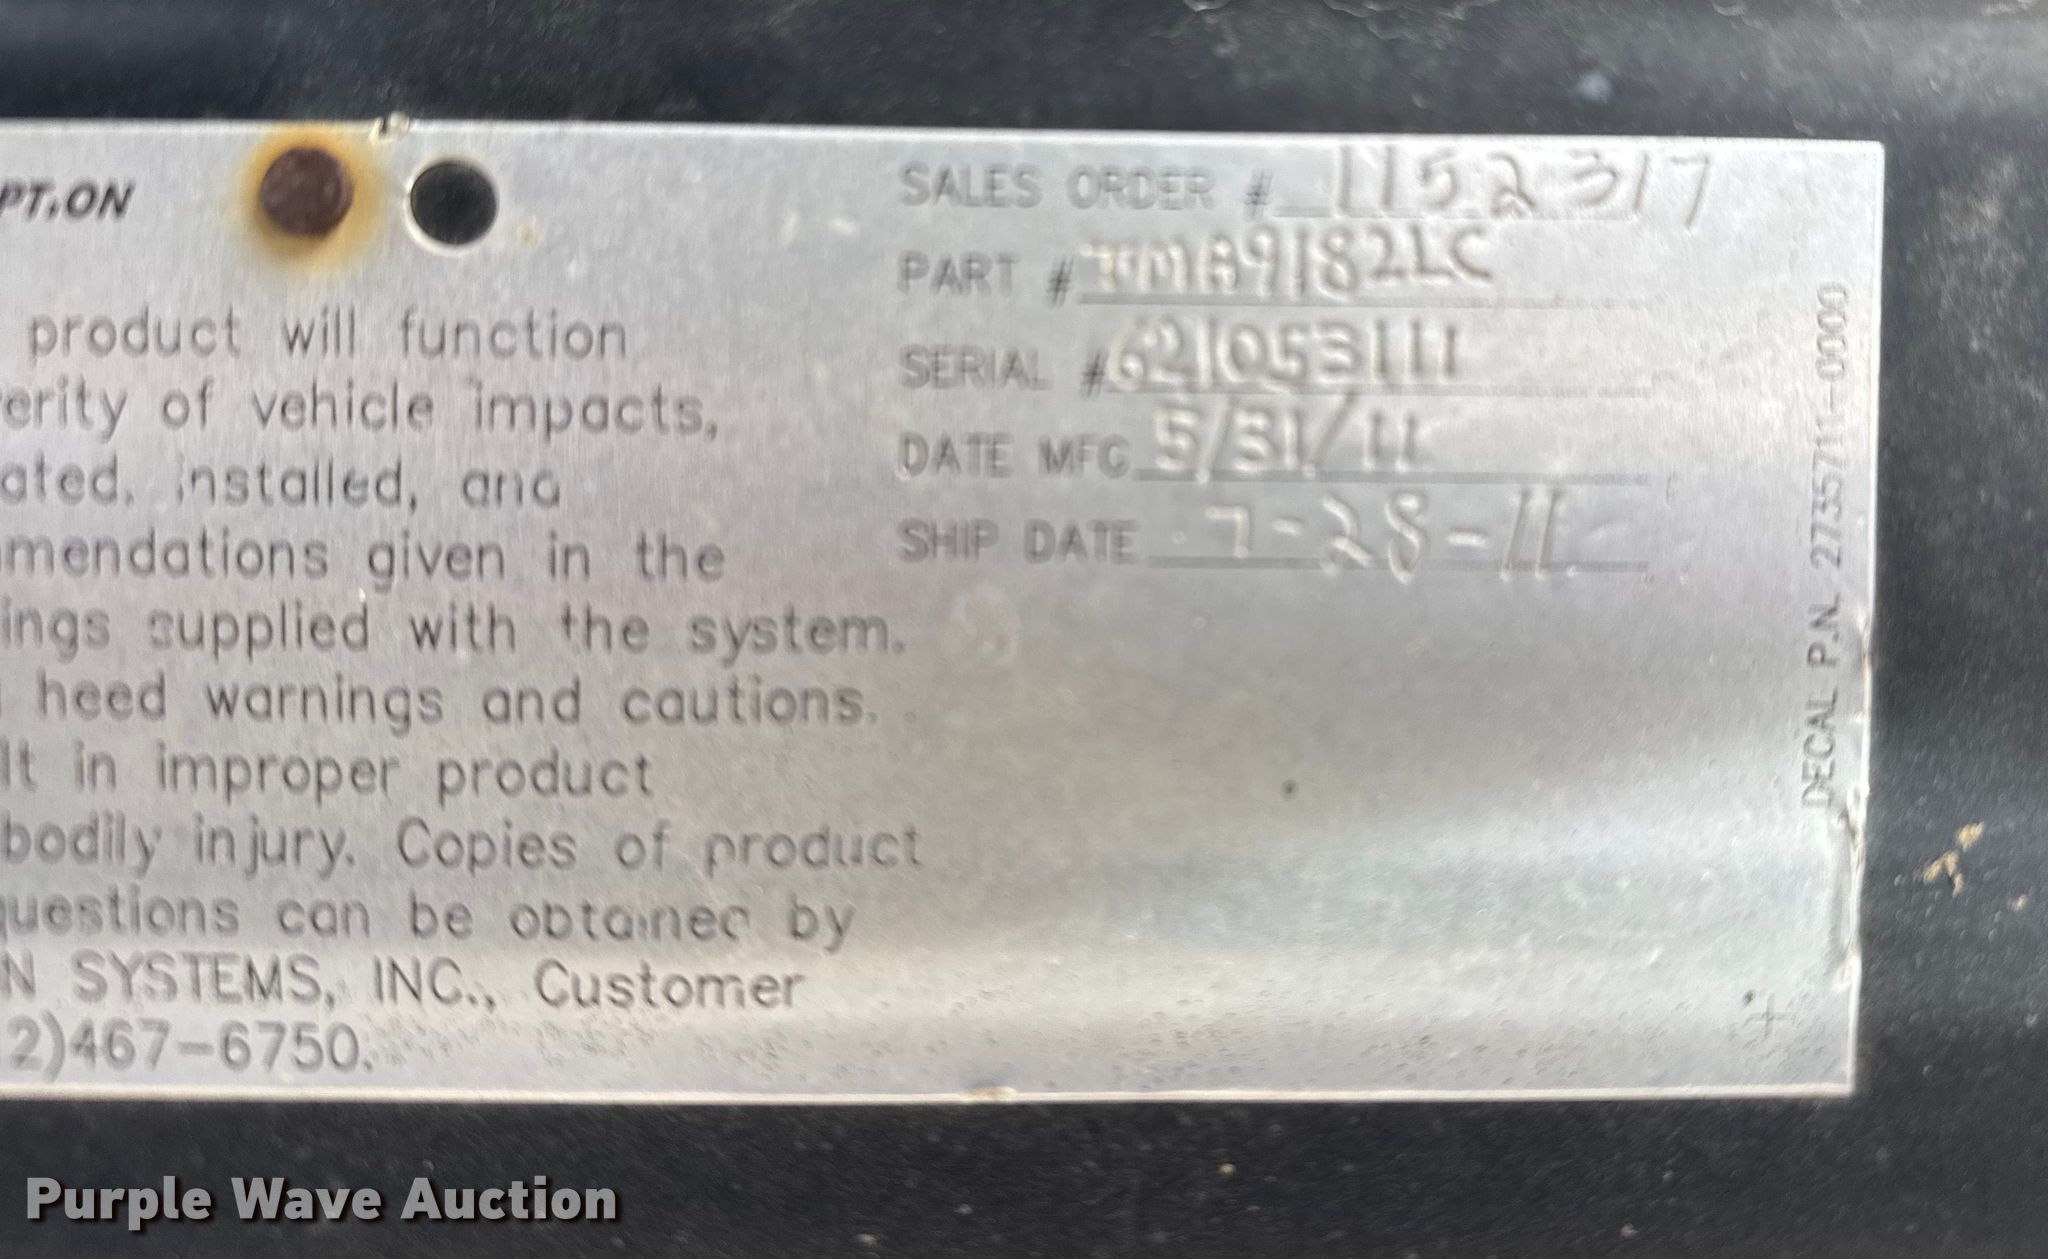 PTION
product will function
erity of vehicle impacts,
ated, installed, and
mmendations given in the
ings supplied with the system.
heed warnings and cautions.
lt in improper product
bodily injury. Copies of product
questions can be obtained by
N SYSTEMS, INC., Customer
2)467-6750.
SALES ORDER # 1152317
PART # TMA9182LC
SERIAL # 621053111
DATE MFG 5/31/11
SHIP DATE 7-28-11
DECAL P.N. 2735711-0000
Purple Wave Auction